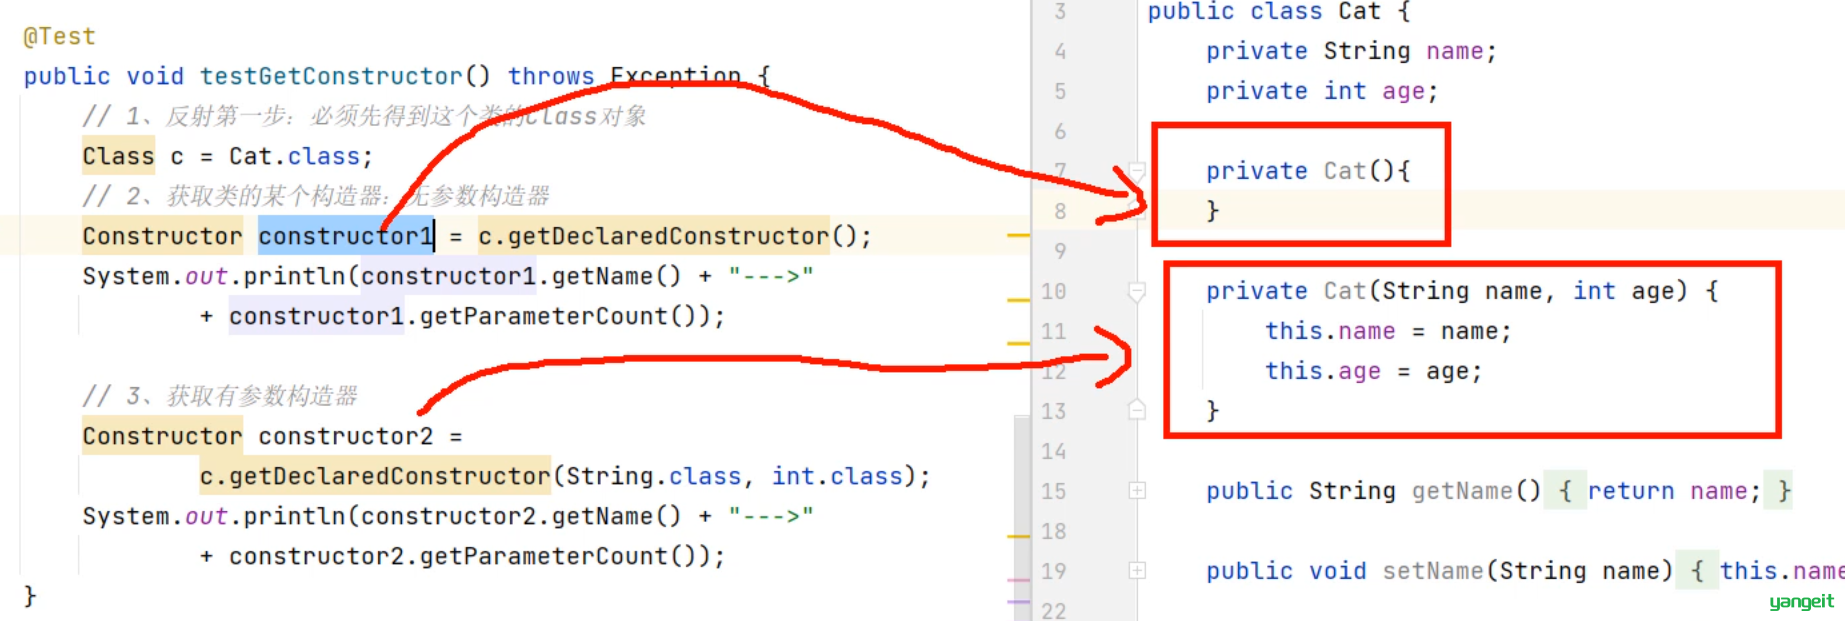 @Test
public void testGetConstructor() throws Exception {
// 1、反射第一步：必须先得到这个类的Class对象
Class c = Cat.class;
// 2、获取类的某个构造器：无参数构造器
Constructor constructor1 = c.getDeclaredConstructor();
System.out.println(constructor1.getName() + "--->"
+ constructor1.getParameterCount());
// 3、获取有参数构造器
Constructor constructor2 =
c.getDeclaredConstructor(String.class, int.class);
System.out.println(constructor2.getName() + "--->"
+ constructor2.getParameterCount());
}
3 public class Cat {
4 private String name;
5 private int age;
6
7 private Cat(){
8 }
9
10 private Cat(String name, int age) {
11 this.name = name;
12 this.age = age;
13 }
14
15 public String getName() { return name; }
18
19 public void setName(String name) { this.name
22
yangeit